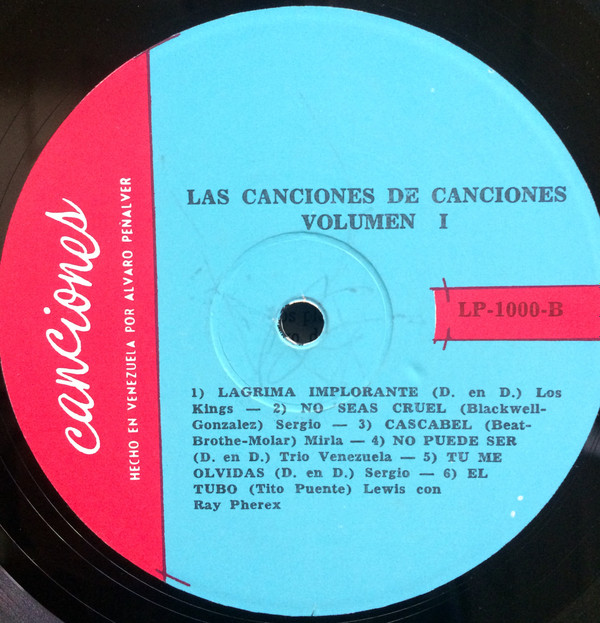 canciones
HECHO EN VENEZUELA POR ALVARO PEÑALVER
LAS CANCIONES DE CANCIONES
VOLUMEN I
LP-1000-B
1) LAGRIMA IMPLORANTE (D. en D.) Los
Kings — 2) NO SEAS CRUEL (Blackwell-
Gonzalez) Sergio — 3) CASCABEL (Beat-
Brothe-Molar) Mirla — 4) NO PUEDE SER
(D. en D.) Trio Venezuela — 5) TU ME
OLVIDAS (D. en D.) Sergio — 6) EL
TUBO (Tito Puente) Lewis con
Ray Pherex